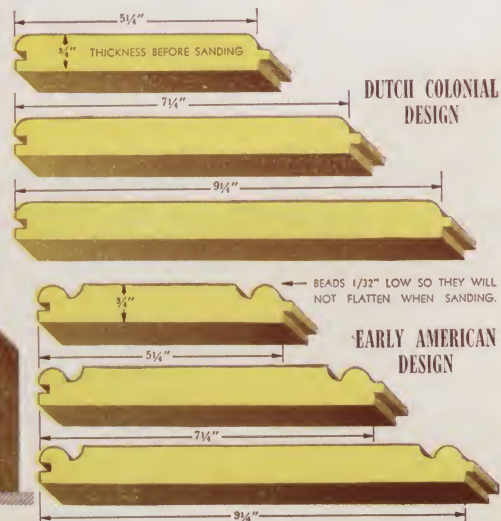 5¼"
¾" THICKNESS BEFORE SANDING
7¼"
DUTCH COLONIAL
DESIGN
9¼"
BEADS 1/32" LOW SO THEY WILL
NOT FLATTEN WHEN SANDING.
¾"
EARLY AMERICAN
DESIGN
5¼"
7¼"
9¼"